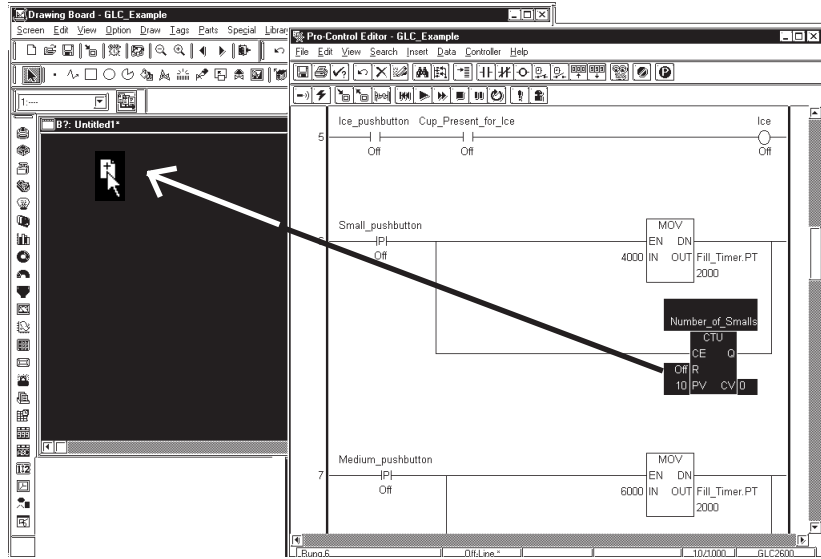 Drawing Board - GLC_Example
Screen Edit View Option Draw Tags Parts Special Library
1:----
B?: Untitled1*
Pro-Control Editor - GLC_Example
File Edit View Search Insert Data Controller Help
Ice_pushbutton Cup_Present_for_Ice Ice
5
Off Off Off
Small_pushbutton MOV
|P| EN DN
Off 4000 IN OUT Fill_Timer.PT
2000
Number_of_Smalls
CTU
CE Q
Off R
10 PV CV 0
Medium_pushbutton MOV
7 |P| EN DN
Off 6000 IN OUT Fill_Timer.PT
2000
Rung 6 Off-Line * 10/1000 GLC2600